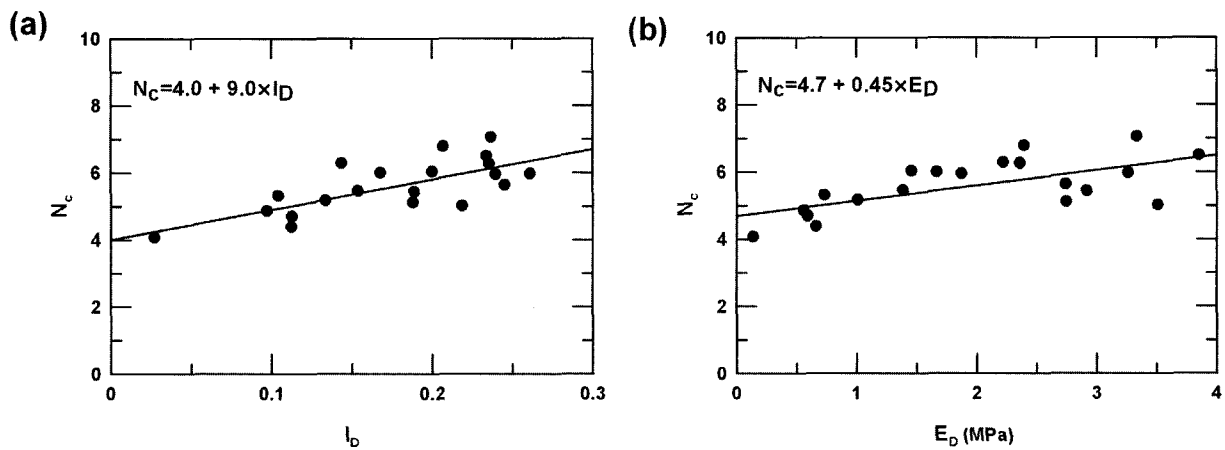 (a)
N_c=4.0 + 9.0×I_D
N_c
10
8
6
4
2
0
0 0.1 0.2 0.3
I_D
(b)
N_c=4.7 + 0.45×E_D
N_c
10
8
6
4
2
0
0 1 2 3 4
E_D (MPa)